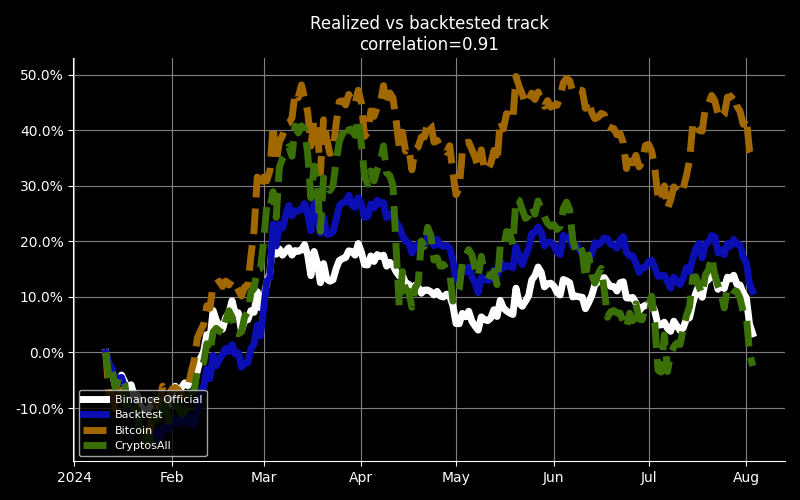 Realized vs backtested track
correlation=0.91
50.0%
40.0%
30.0%
20.0%
10.0%
0.0%
-10.0%
Binance Official
Backtest
Bitcoin
CryptosAll
2024 Feb Mar Apr May Jun Jul Aug